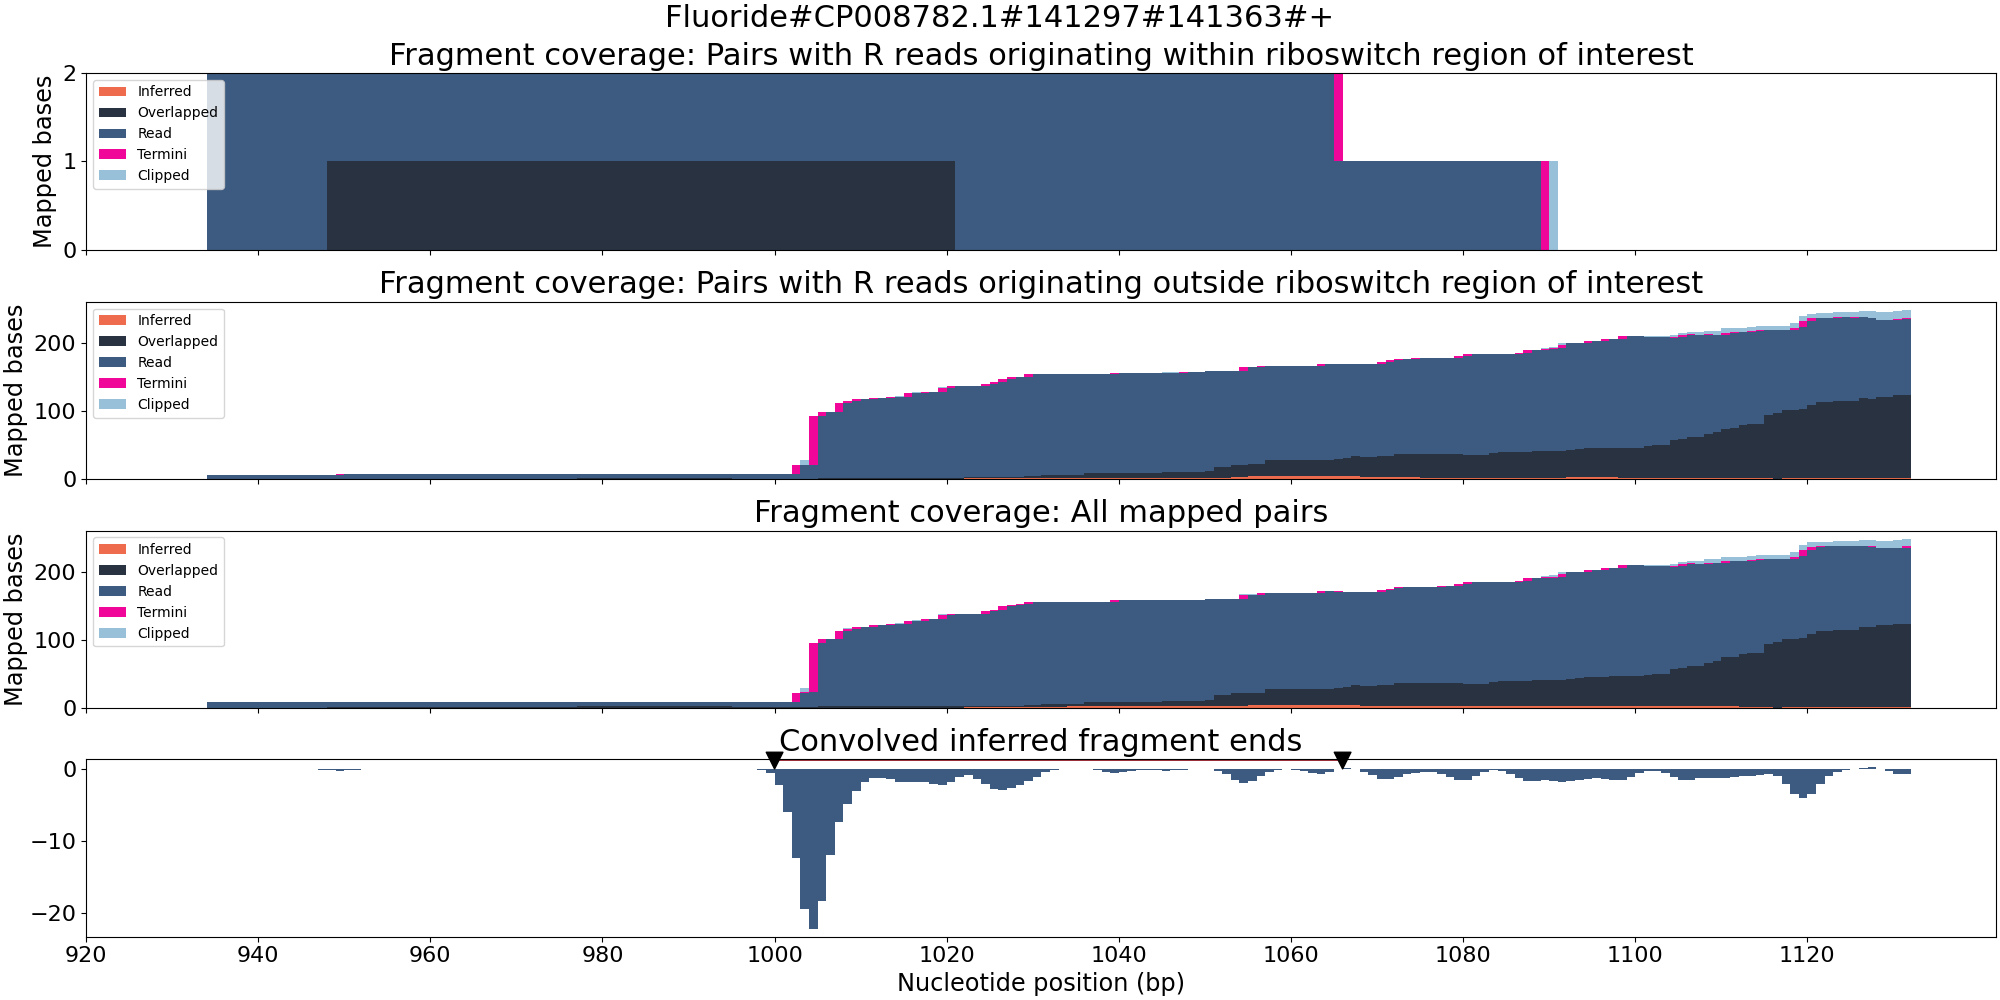 Fluoride#CP008782.1#141297#141363#+
Fragment coverage: Pairs with R reads originating within riboswitch region of interest
Mapped bases
2
1
0
Inferred
Overlapped
Read
Termini
Clipped
Fragment coverage: Pairs with R reads originating outside riboswitch region of interest
Mapped bases
200
100
0
Inferred
Overlapped
Read
Termini
Clipped
Fragment coverage: All mapped pairs
Mapped bases
200
100
0
Inferred
Overlapped
Read
Termini
Clipped
Convolved inferred fragment ends
0
−10
−20
920 940 960 980 1000 1020 1040 1060 1080 1100 1120
Nucleotide position (bp)